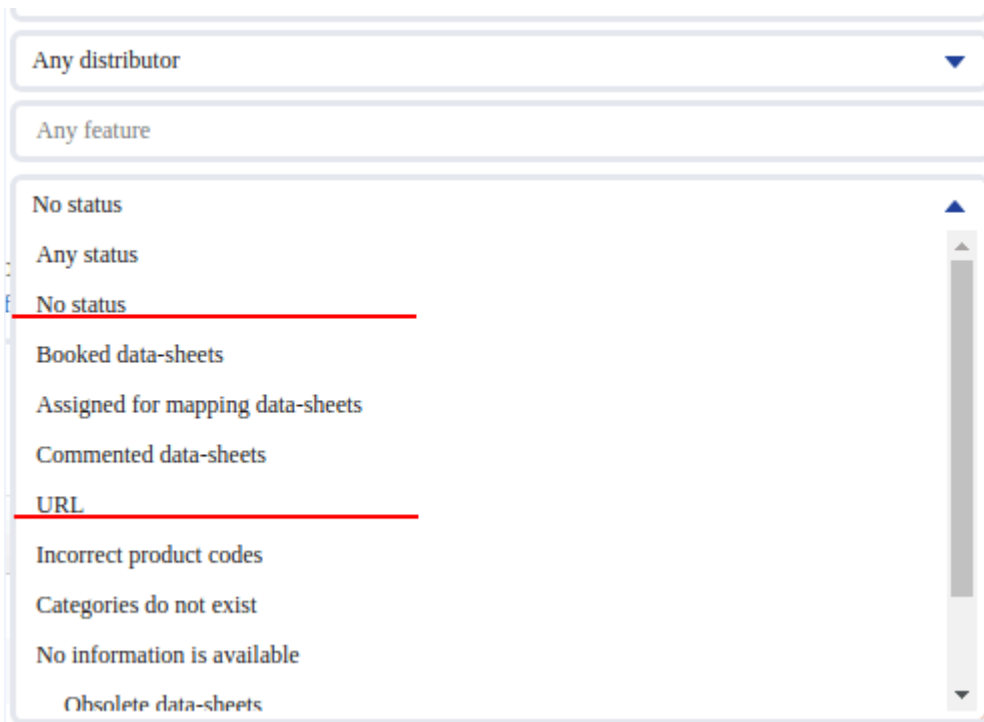 Any distributor
Any feature
No status
Any status
No status
Booked data-sheets
Assigned for mapping data-sheets
Commented data-sheets
URL
Incorrect product codes
Categories do not exist
No information is available
Obsolete data-sheets